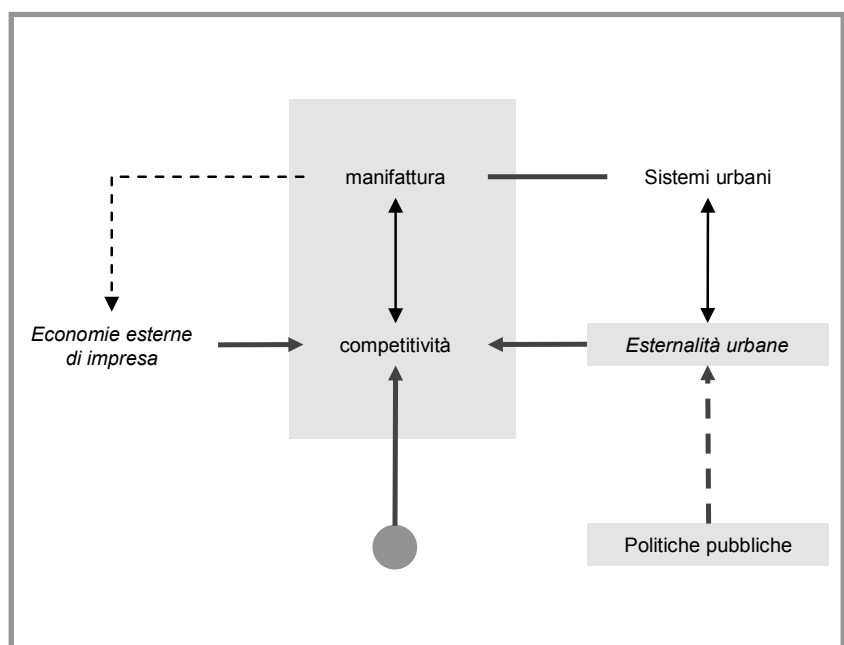 manifattura
Sistemi urbani
Economie esterne
di impresa
competitività
Esternalità urbane
Politiche pubbliche